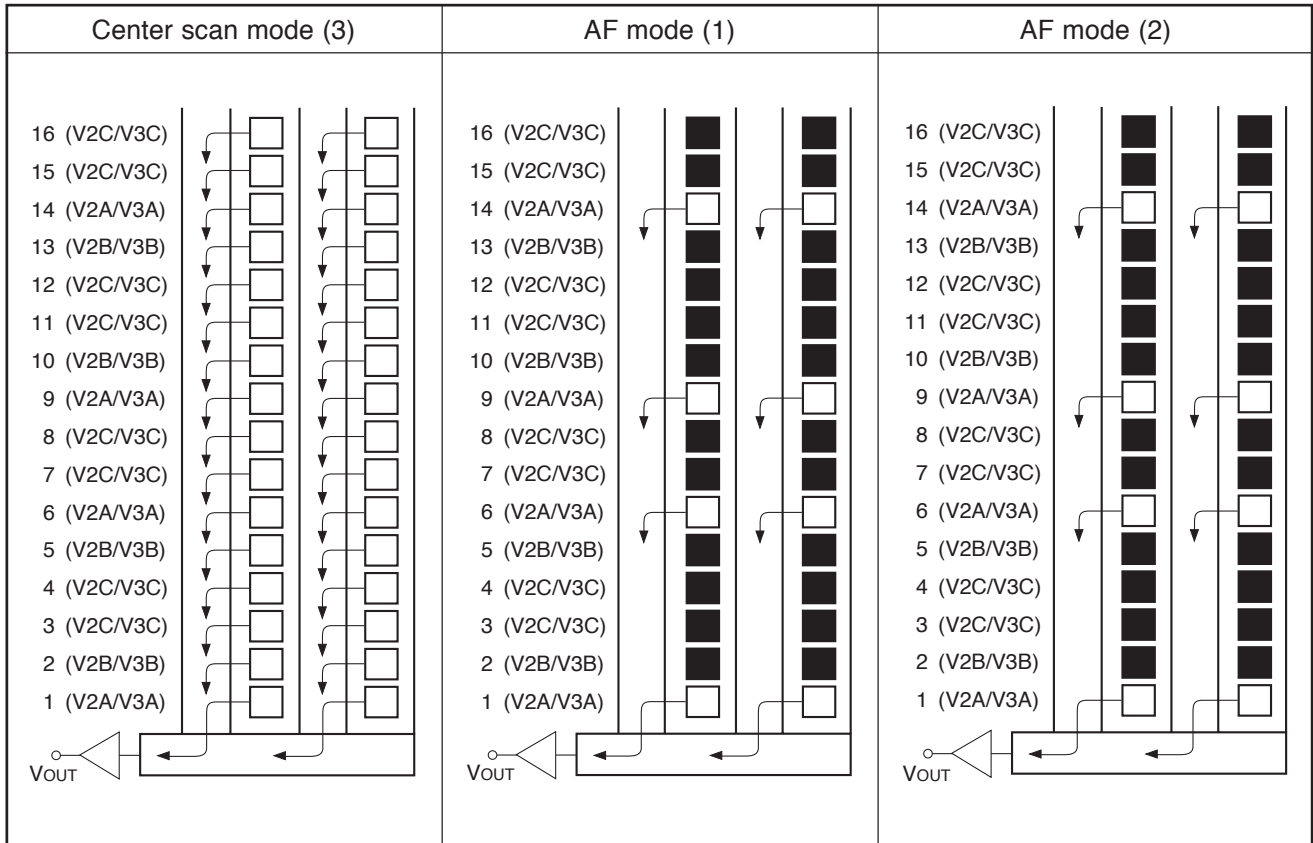 Center scan mode (3)
16 (V2C/V3C)
15 (V2C/V3C)
14 (V2A/V3A)
13 (V2B/V3B)
12 (V2C/V3C)
11 (V2C/V3C)
10 (V2B/V3B)
9 (V2A/V3A)
8 (V2C/V3C)
7 (V2C/V3C)
6 (V2A/V3A)
5 (V2B/V3B)
4 (V2C/V3C)
3 (V2C/V3C)
2 (V2B/V3B)
1 (V2A/V3A)
VOUT
AF mode (1)
16 (V2C/V3C)
15 (V2C/V3C)
14 (V2A/V3A)
13 (V2B/V3B)
12 (V2C/V3C)
11 (V2C/V3C)
10 (V2B/V3B)
9 (V2A/V3A)
8 (V2C/V3C)
7 (V2C/V3C)
6 (V2A/V3A)
5 (V2B/V3B)
4 (V2C/V3C)
3 (V2C/V3C)
2 (V2B/V3B)
1 (V2A/V3A)
VOUT
AF mode (2)
16 (V2C/V3C)
15 (V2C/V3C)
14 (V2A/V3A)
13 (V2B/V3B)
12 (V2C/V3C)
11 (V2C/V3C)
10 (V2B/V3B)
9 (V2A/V3A)
8 (V2C/V3C)
7 (V2C/V3C)
6 (V2A/V3A)
5 (V2B/V3B)
4 (V2C/V3C)
3 (V2C/V3C)
2 (V2B/V3B)
1 (V2A/V3A)
VOUT